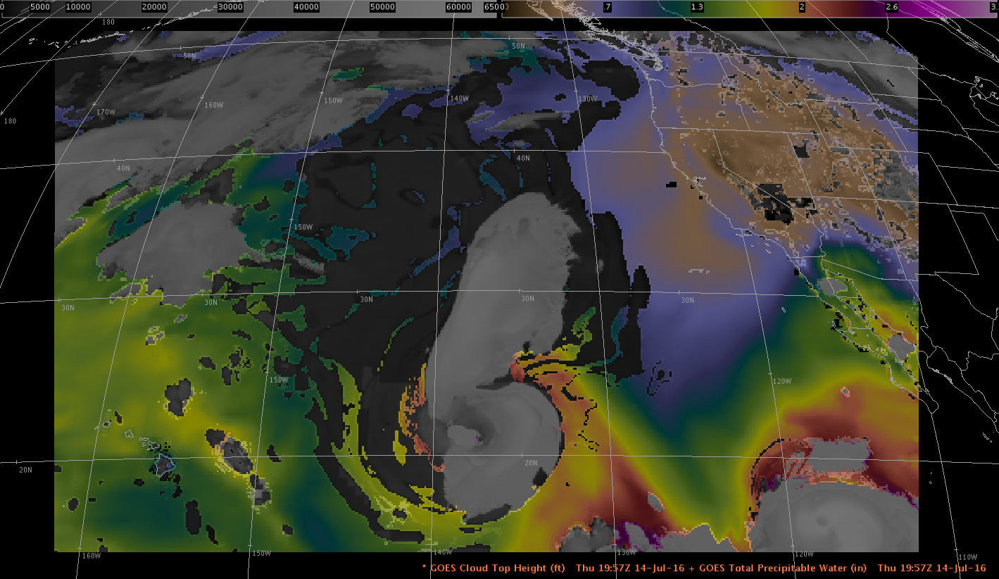 0 5000 10000 20000 30000 40000 50000 60000 650 .7 1.3 2 2.6 3.
180
50N 50N
140W 130W
150W
160W
170W
180
40N 40N
150W
30N 30N 30N 30N 30N
150W 120W
20N 20N
160W 150W 140W 130W 120W 110W
* GOES Cloud Top Height (ft) Thu 19:57Z 14-Jul-16 + GOES Total Precipitable Water (in) Thu 19:57Z 14-Jul-16